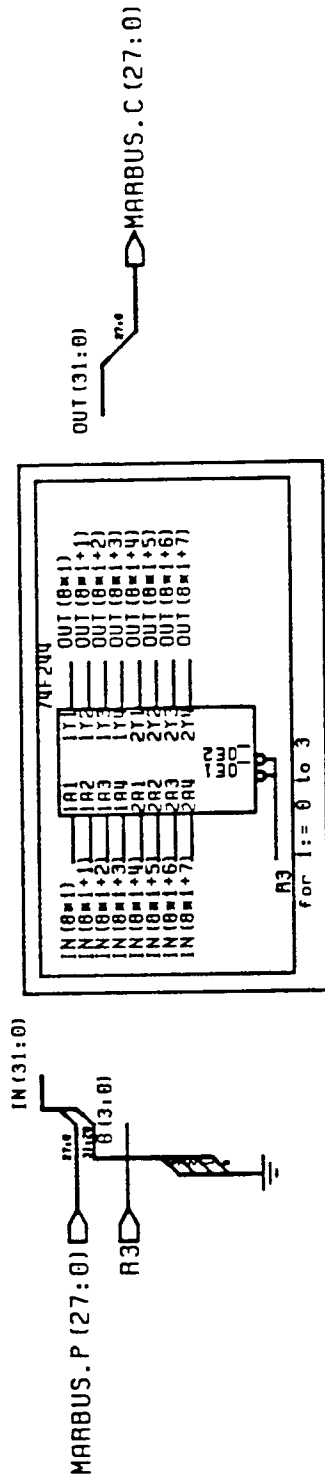 MARBUS.P(27:0)
IN(31:0)
27:0
31:27
B(3:0)
R3
74F244
IN(8*I) 1A1 1Y1 OUT(8*I)
IN(8*I+1) 1A2 1Y2 OUT(8*I+1)
IN(8*I+2) 1A3 1Y3 OUT(8*I+2)
IN(8*I+3) 1A4 1Y4 OUT(8*I+3)
IN(8*I+4) 2A1 2Y1 OUT(8*I+4)
IN(8*I+5) 2A2 2Y2 OUT(8*I+5)
IN(8*I+6) 2A3 2Y3 OUT(8*I+6)
IN(8*I+7) 2A4 2Y4 OUT(8*I+7)
R3
for I:= 0 to 3
OUT(31:0)
27:0
MARBUS.C(27:0)